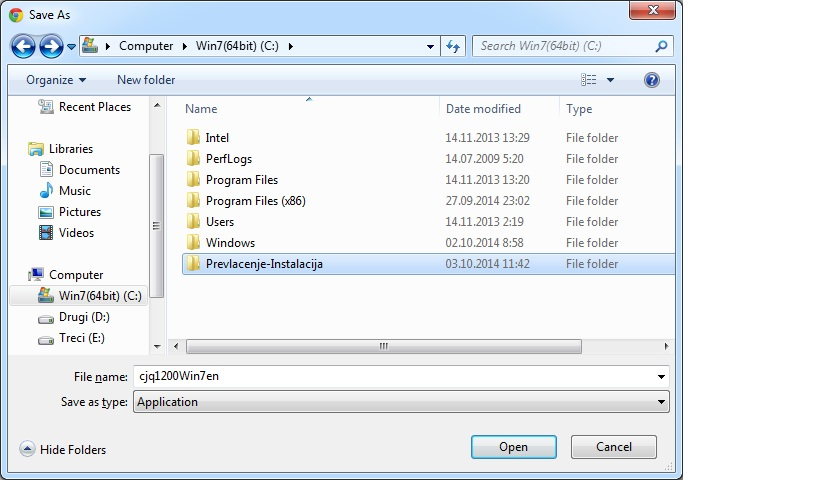 Save As
Computer Win7(64bit) (C:)
Search Win7(64bit) (C:)
Organize New folder
Recent Places
Libraries
Documents
Music
Pictures
Videos
Computer
Win7(64bit) (C:)
Drugi (D:)
Treci (E:)
Name Date modified Type
Intel 14.11.2013 13:29 File folder
PerfLogs 14.07.2009 5:20 File folder
Program Files 14.11.2013 13:20 File folder
Program Files (x86) 27.09.2014 23:02 File folder
Users 14.11.2013 2:19 File folder
Windows 02.10.2014 8:58 File folder
Prevlacenje-Instalacija 03.10.2014 11:42 File folder
File name: cjq1200Win7en
Save as type: Application
Hide Folders
Open Cancel